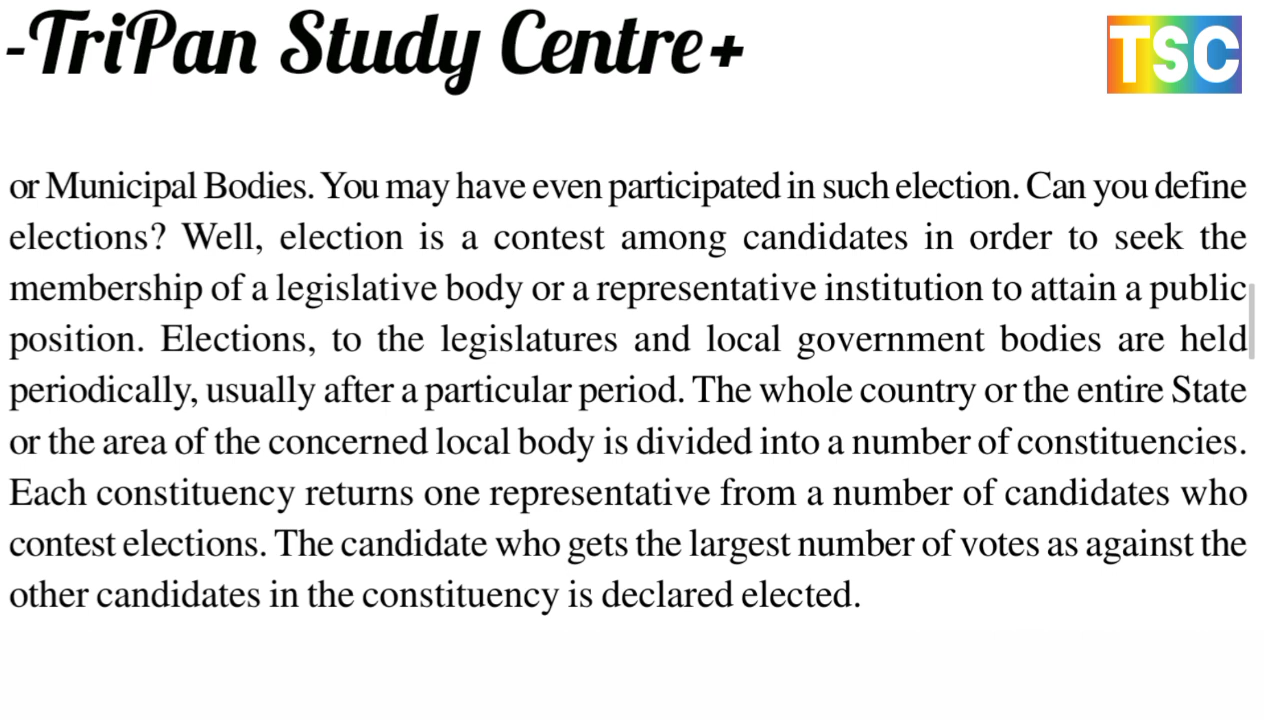 -TriPan Study Centre+
TSC
or Municipal Bodies. You may have even participated in such election. Can you define
elections? Well, election is a contest among candidates in order to seek the
membership of a legislative body or a representative institution to attain a public
position. Elections, to the legislatures and local government bodies are held
periodically, usually after a particular period. The whole country or the entire State
or the area of the concerned local body is divided into a number of constituencies.
Each constituency returns one representative from a number of candidates who
contest elections. The candidate who gets the largest number of votes as against the
other candidates in the constituency is declared elected.